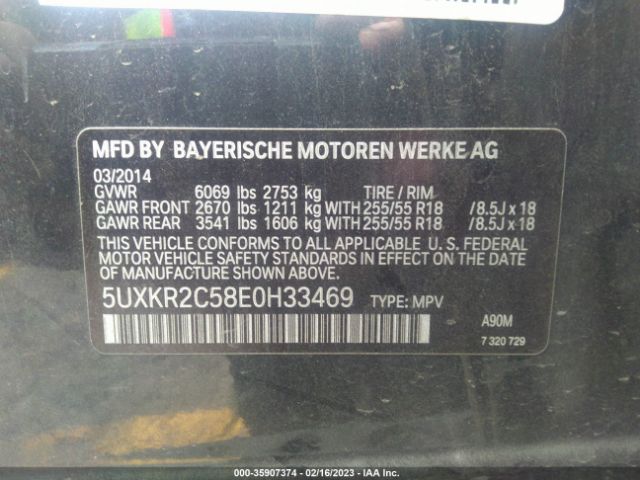 MFD BY BAYERISCHE MOTOREN WERKE AG
03/2014
GVWR 6069 lbs 2753 kg TIRE / RIM
GAWR FRONT 2670 lbs 1211 kg WITH 255/55 R18 /8.5J x 18
GAWR REAR 3541 lbs 1606 kg WITH 255/55 R18 /8.5J x 18
THIS VEHICLE CONFORMS TO ALL APPLICABLE U. S. FEDERAL
MOTOR VEHICLE SAFETY STANDARDS IN EFFECT ON THE
DATE OF MANUFACTURE SHOWN ABOVE.
5UXKR2C58E0H33469 TYPE: MPV
A90M
7 320 729
000-35907374 - 02/16/2023 - IAA Inc.